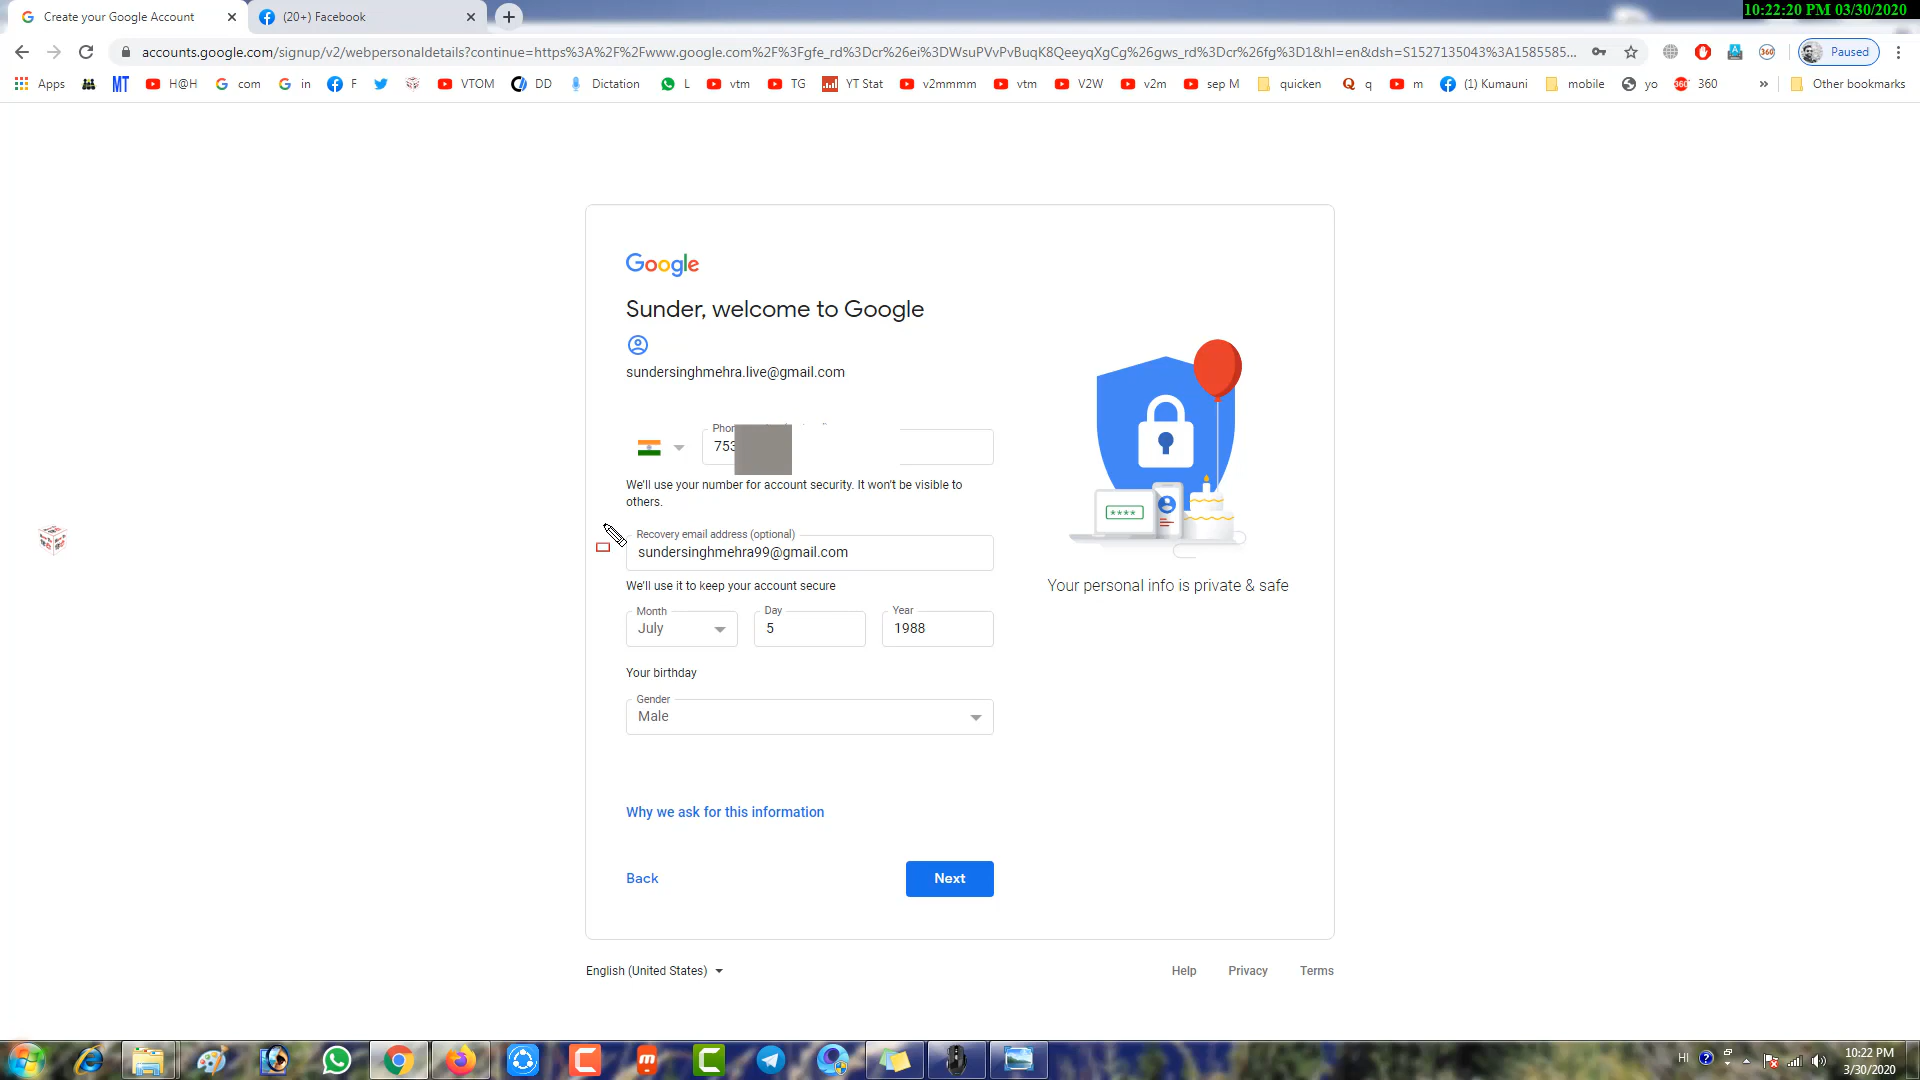 Create your Google Account
(20+) Facebook
10:22:20 PM 03/30/2020
accounts.google.com/signup/v2/webpersonaldetails?continue=https%3A%2F%2Fwww.google.com%2F%3Fgfe_rd%3Dcr%26ei%3DWsuPVvPvBuqK8QeeyqXgCg%26gws_rd%3Dcr%26fg%3D1&hl=en&dsh=S1527135043%3A1585585...
Paused
Apps
MT
H@H
com
in
F
VTOM
DD
Dictation
L
vtm
TG
YT Stat
v2mmmm
vtm
V2W
v2m
sep M
quicken
q
m
(1) Kumauni
mobile
yo
360
Other bookmarks
Google
Sunder, welcome to Google
sundersinghmehra.live@gmail.com
753
We'll use your number for account security. It won't be visible to
others.
Recovery email address (optional)
sundersinghmehra99@gmail.com
We'll use it to keep your account secure
Month
Day
Year
July
5
1988
Your birthday
Gender
Male
Why we ask for this information
Back
Next
****
Your personal info is private & safe
English (United States)
Help
Privacy
Terms
HI
10:22 PM
3/30/2020